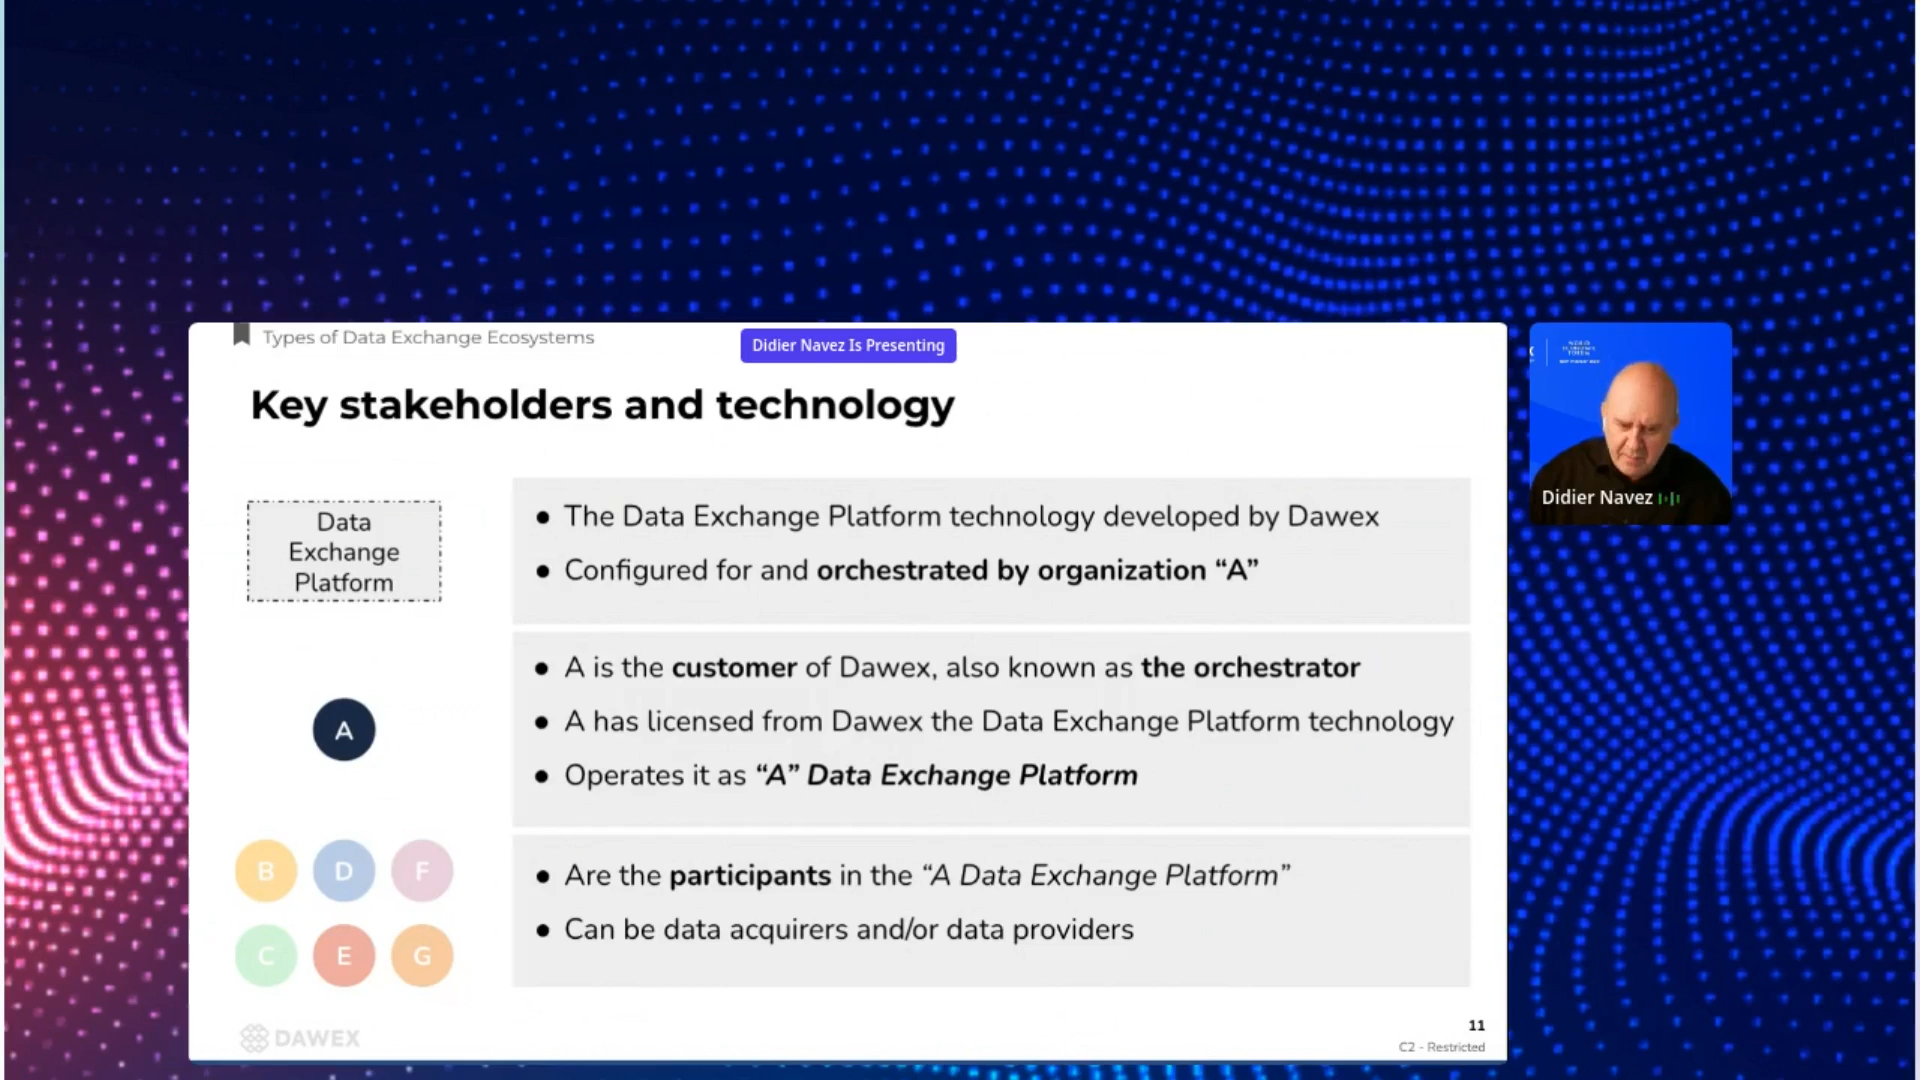 Types of Data Exchange Ecosystems
Didier Navez Is Presenting
Key stakeholders and technology
Data
Exchange
Platform
● The Data Exchange Platform technology developed by Dawex
● Configured for and orchestrated by organization “A”
A
● A is the customer of Dawex, also known as the orchestrator
● A has licensed from Dawex the Data Exchange Platform technology
● Operates it as “A” Data Exchange Platform
B D F
C E G
● Are the participants in the “A Data Exchange Platform”
● Can be data acquirers and/or data providers
DAWEX
11
C2 - Restricted
Didier Navez